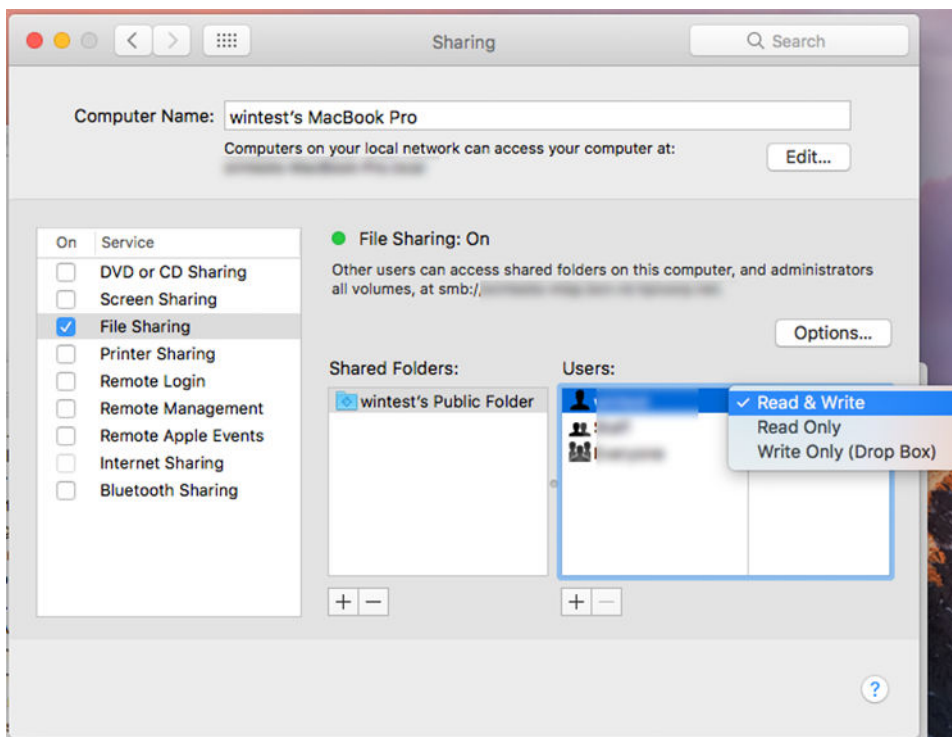 Sharing
Search
Computer Name: wintest's MacBook Pro
Computers on your local network can access your computer at:
Edit...
On Service
DVD or CD Sharing
Screen Sharing
File Sharing
Printer Sharing
Remote Login
Remote Management
Remote Apple Events
Internet Sharing
Bluetooth Sharing
File Sharing: On
Other users can access shared folders on this computer, and administrators
all volumes, at smb:/
Options...
Shared Folders:
wintest's Public Folder
Users:
Read & Write
Read Only
Write Only (Drop Box)
+ −
+ −
?